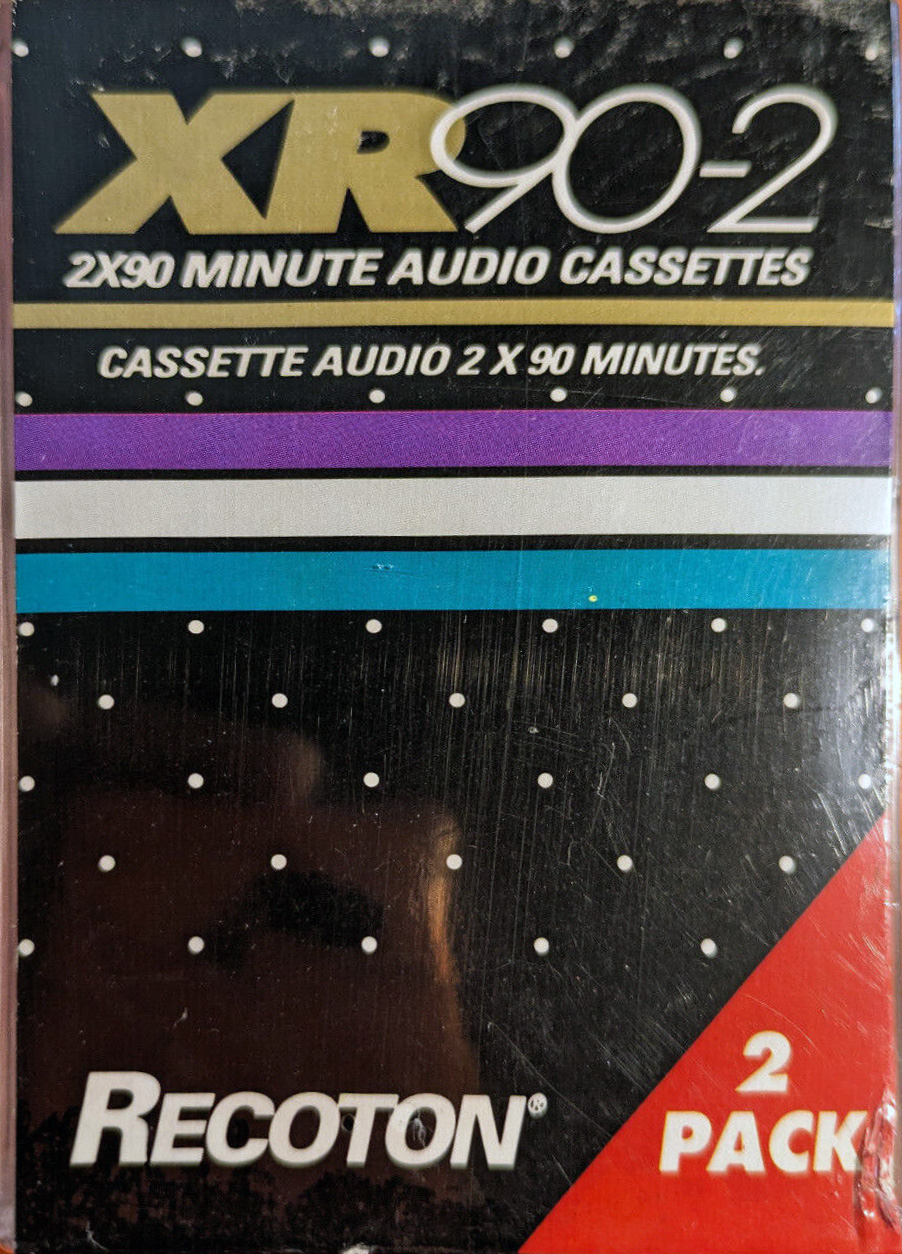 XR90-2
2X90 MINUTE AUDIO CASSETTES
CASSETTE AUDIO 2 X 90 MINUTES.
RECOTON®
2
PACK